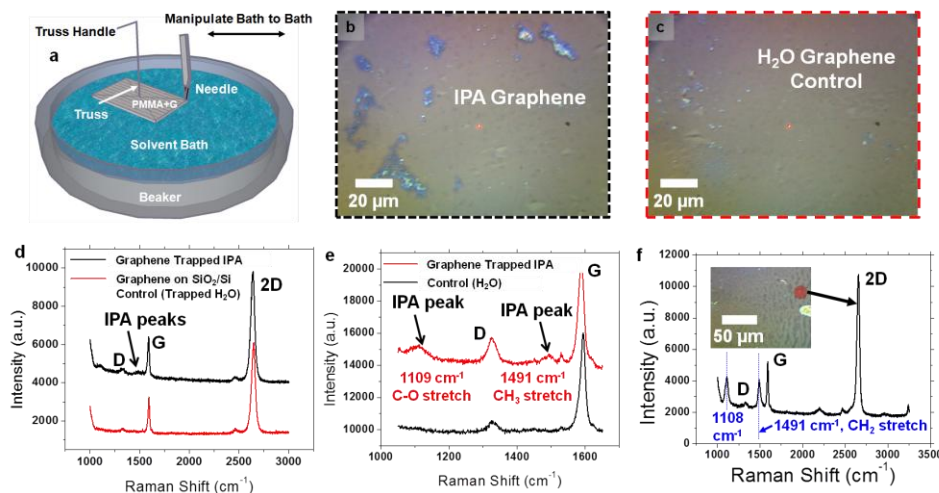 Truss Handle
Manipulate Bath to Bath
a
Needle
PMMA+G
Truss
Solvent Bath
Beaker
b
IPA Graphene
20 µm
c
H₂O Graphene
Control
20 µm
d
Graphene Trapped IPA
Graphene on SiO₂/Si
Control (Trapped H₂O)
2D
IPA peaks
D
G
10000
8000
6000
4000
2000
Intensity (a.u.)
1000 1500 2000 2500 3000
Raman Shift (cm⁻¹)
e
Graphene Trapped IPA
Control (H₂O)
G
IPA peak
D
IPA peak
1109 cm⁻¹
C-O stretch
1491 cm⁻¹
CH₃ stretch
20000
18000
16000
14000
12000
10000
Intensity (a.u.)
1200 1400 1600
Raman Shift (cm⁻¹)
f
2D
50 µm
G
D
1108
cm⁻¹
1491 cm⁻¹, CH₂ stretch
12000
10000
8000
6000
4000
2000
0
Intensity (a.u.)
1000 1500 2000 2500 3000 3500
Raman Shift (cm⁻¹)